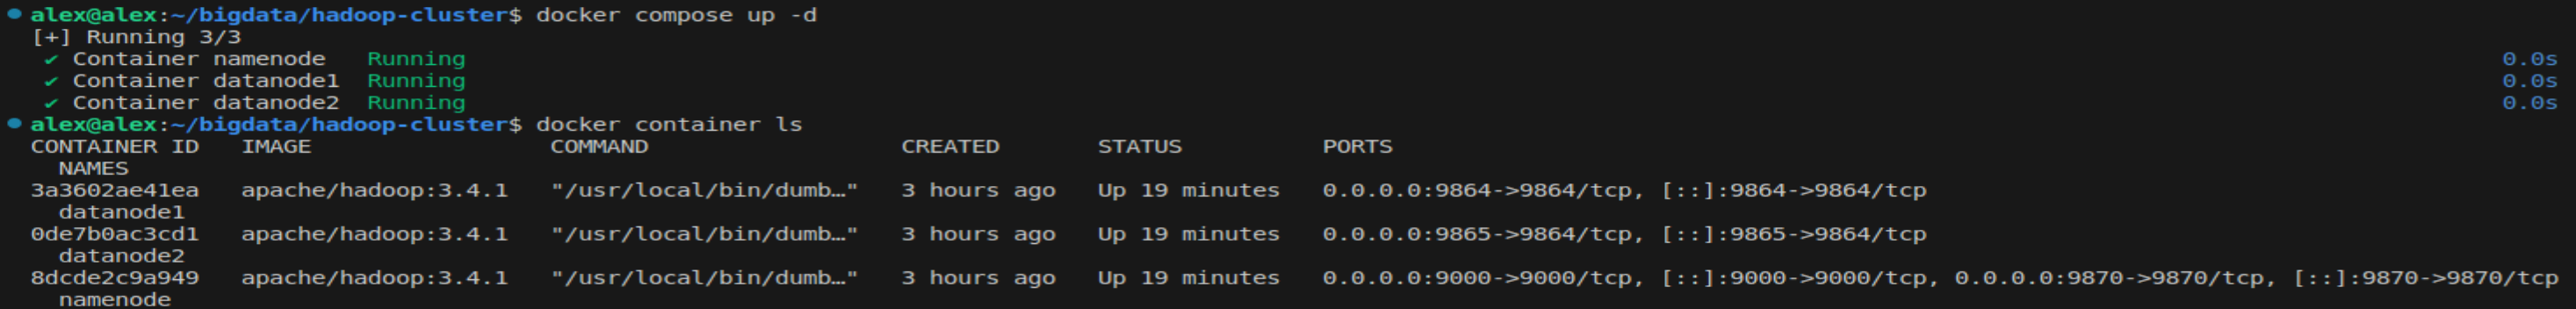 alex@alex:~/bigdata/hadoop-cluster$ docker compose up -d
[+] Running 3/3
✔ Container namenode Running 0.0s
✔ Container datanode1 Running 0.0s
✔ Container datanode2 Running 0.0s
alex@alex:~/bigdata/hadoop-cluster$ docker container ls
CONTAINER ID IMAGE COMMAND CREATED STATUS PORTS
NAMES
3a3602ae41ea apache/hadoop:3.4.1 "/usr/local/bin/dumb…" 3 hours ago Up 19 minutes 0.0.0.0:9864->9864/tcp, [::]:9864->9864/tcp
datanode1
0de7b0ac3cd1 apache/hadoop:3.4.1 "/usr/local/bin/dumb…" 3 hours ago Up 19 minutes 0.0.0.0:9865->9864/tcp, [::]:9865->9864/tcp
datanode2
8dcde2c9a949 apache/hadoop:3.4.1 "/usr/local/bin/dumb…" 3 hours ago Up 19 minutes 0.0.0.0:9000->9000/tcp, [::]:9000->9000/tcp, 0.0.0.0:9870->9870/tcp, [::]:9870->9870/tcp
namenode